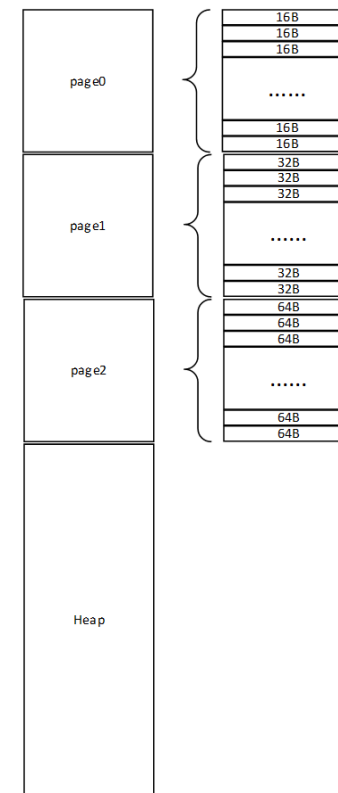 page0
16B
16B
16B
......
16B
16B
page1
32B
32B
32B
......
32B
32B
page2
64B
64B
64B
......
64B
64B
Heap